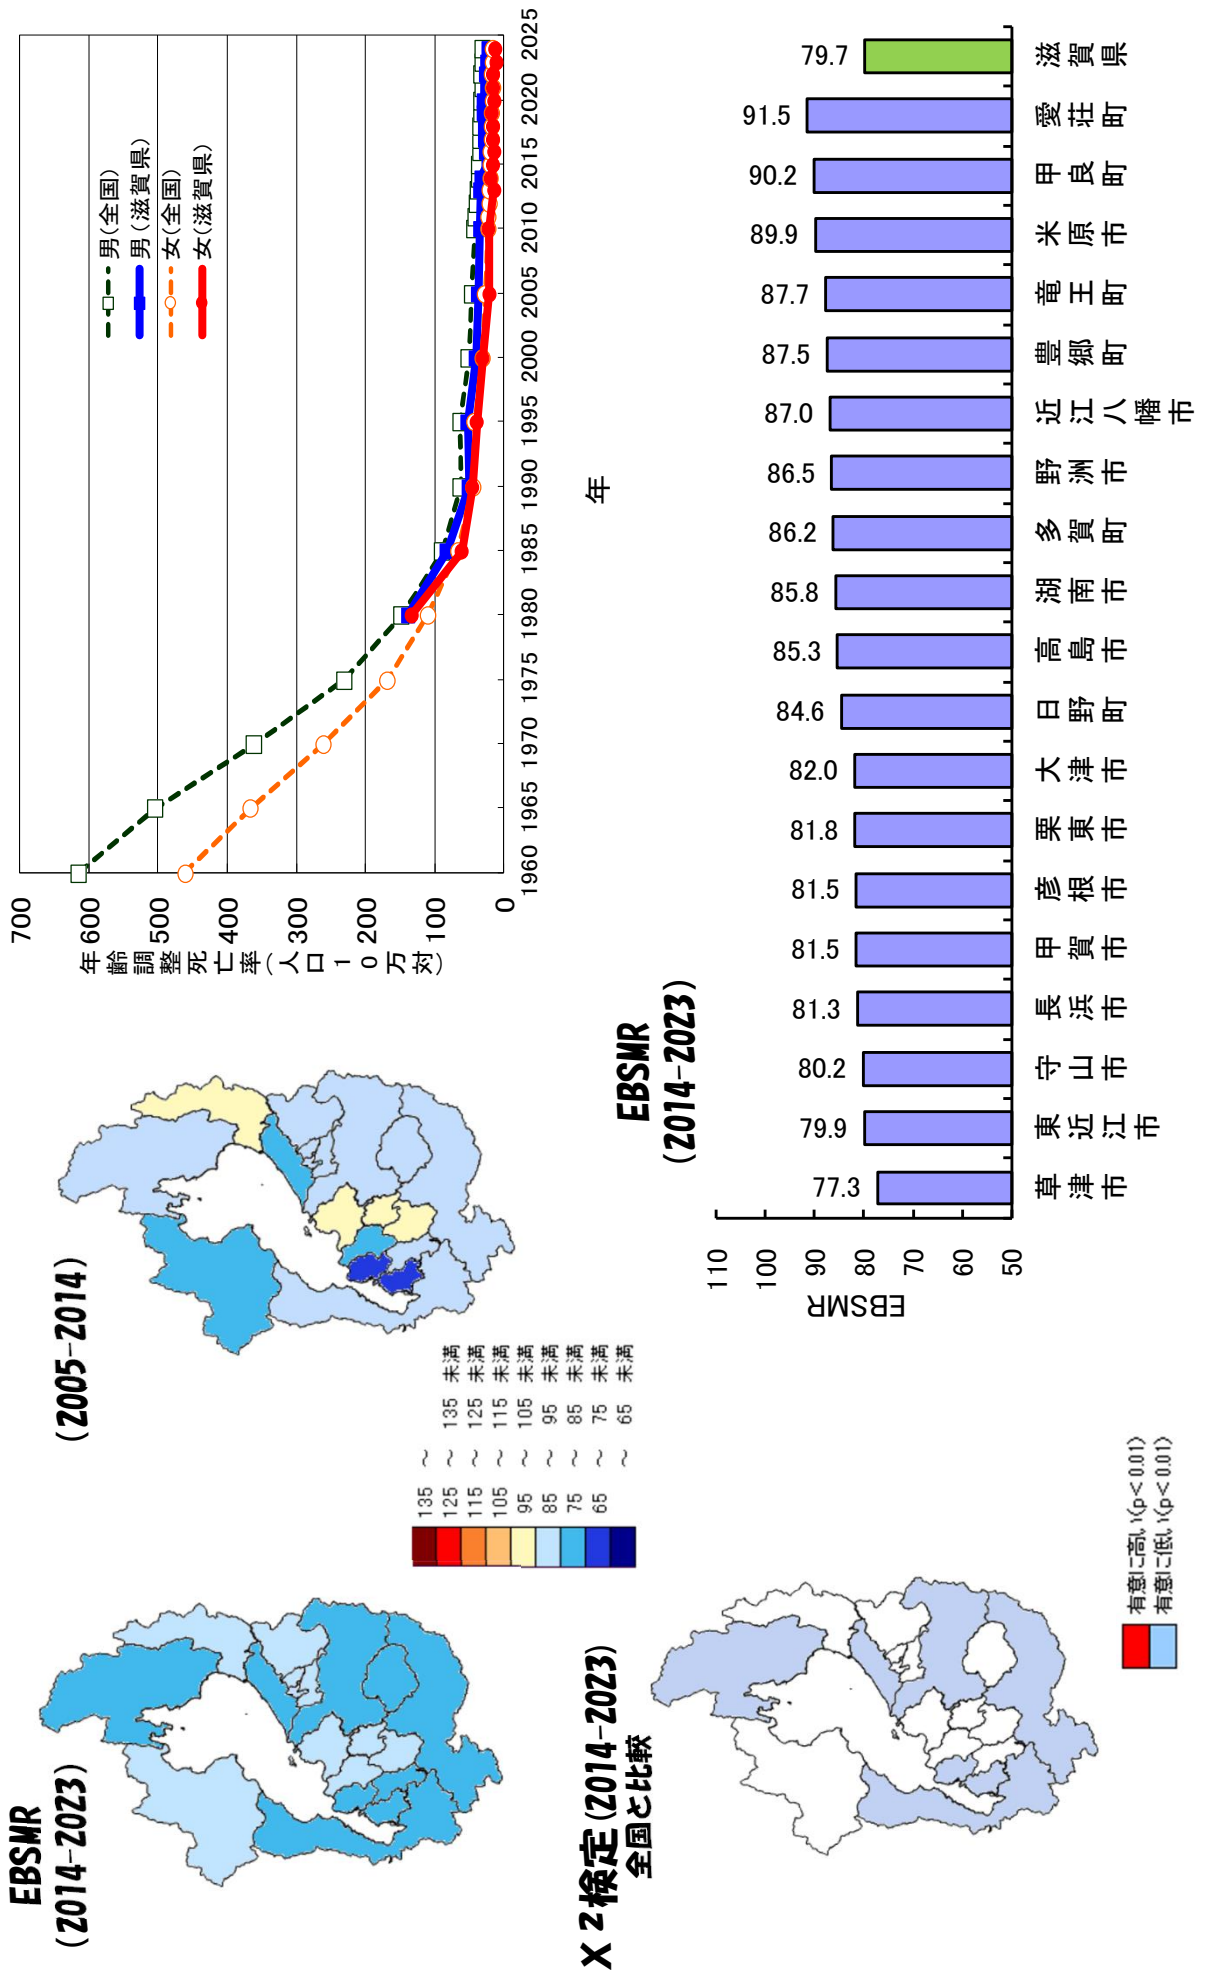 EBSMR
(2014-2023)
(2005-2014)
135 ～
125 ～ 135 未満
115 ～ 125 未満
105 ～ 115 未満
95 ～ 105 未満
85 ～ 95 未満
75 ～ 85 未満
65 ～ 75 未満
～ 65 未満
年齢調整死亡率(人口１０万対)
700
600
500
400
300
200
100
0
1960 1965 1970 1975 1980 1985 1990 1995 2000 2005 2010 2015 2020 2025
年
男(全国)
男(滋賀県)
女(全国)
女(滋賀県)
X²検定(2014-2023)
全国と比較
有意に高い(p<0.01)
有意に低い(p<0.01)
EBSMR
(2014-2023)
EBSMR
110
100
90
80
70
60
50
77.3 79.9 80.2 81.3 81.5 81.5 81.8 82.0 84.6 85.3 85.8 86.2 86.5 87.0 87.5 87.7 89.9 90.2 91.5 79.7
草津市 東近江市 守山市 長浜市 甲賀市 彦根市 栗東市 大津市 日野町 高島市 湖南市 多賀町 野洲市 近江八幡市 豊郷町 竜王町 米原市 甲良町 愛荘町 滋賀県